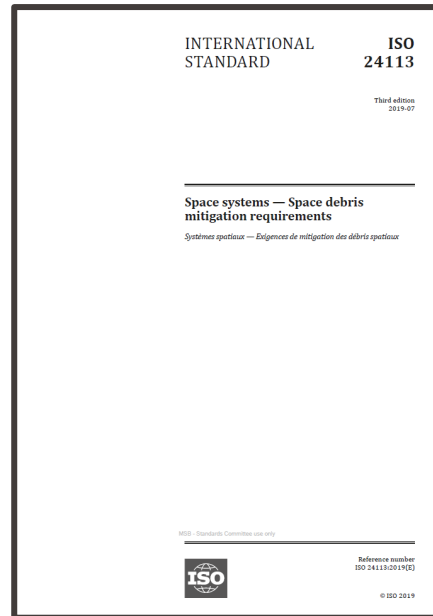 INTERNATIONAL
STANDARD
ISO
24113
Third edition
2019-07
Space systems — Space debris
mitigation requirements
Systèmes spatiaux — Exigences de mitigation des débris spatiaux
MSB - Standards Committee use only
ISO
Reference number
ISO 24113:2019(E)
© ISO 2019